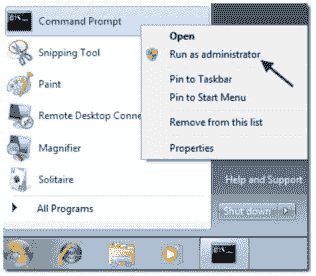 Command Prompt
Snipping Tool
Paint
Remote Desktop Conne
Magnifier
Solitaire
All Programs
Open
Run as administrator
Pin to Taskbar
Pin to Start Menu
Remove from this list
Properties
Help and Support
Shut down